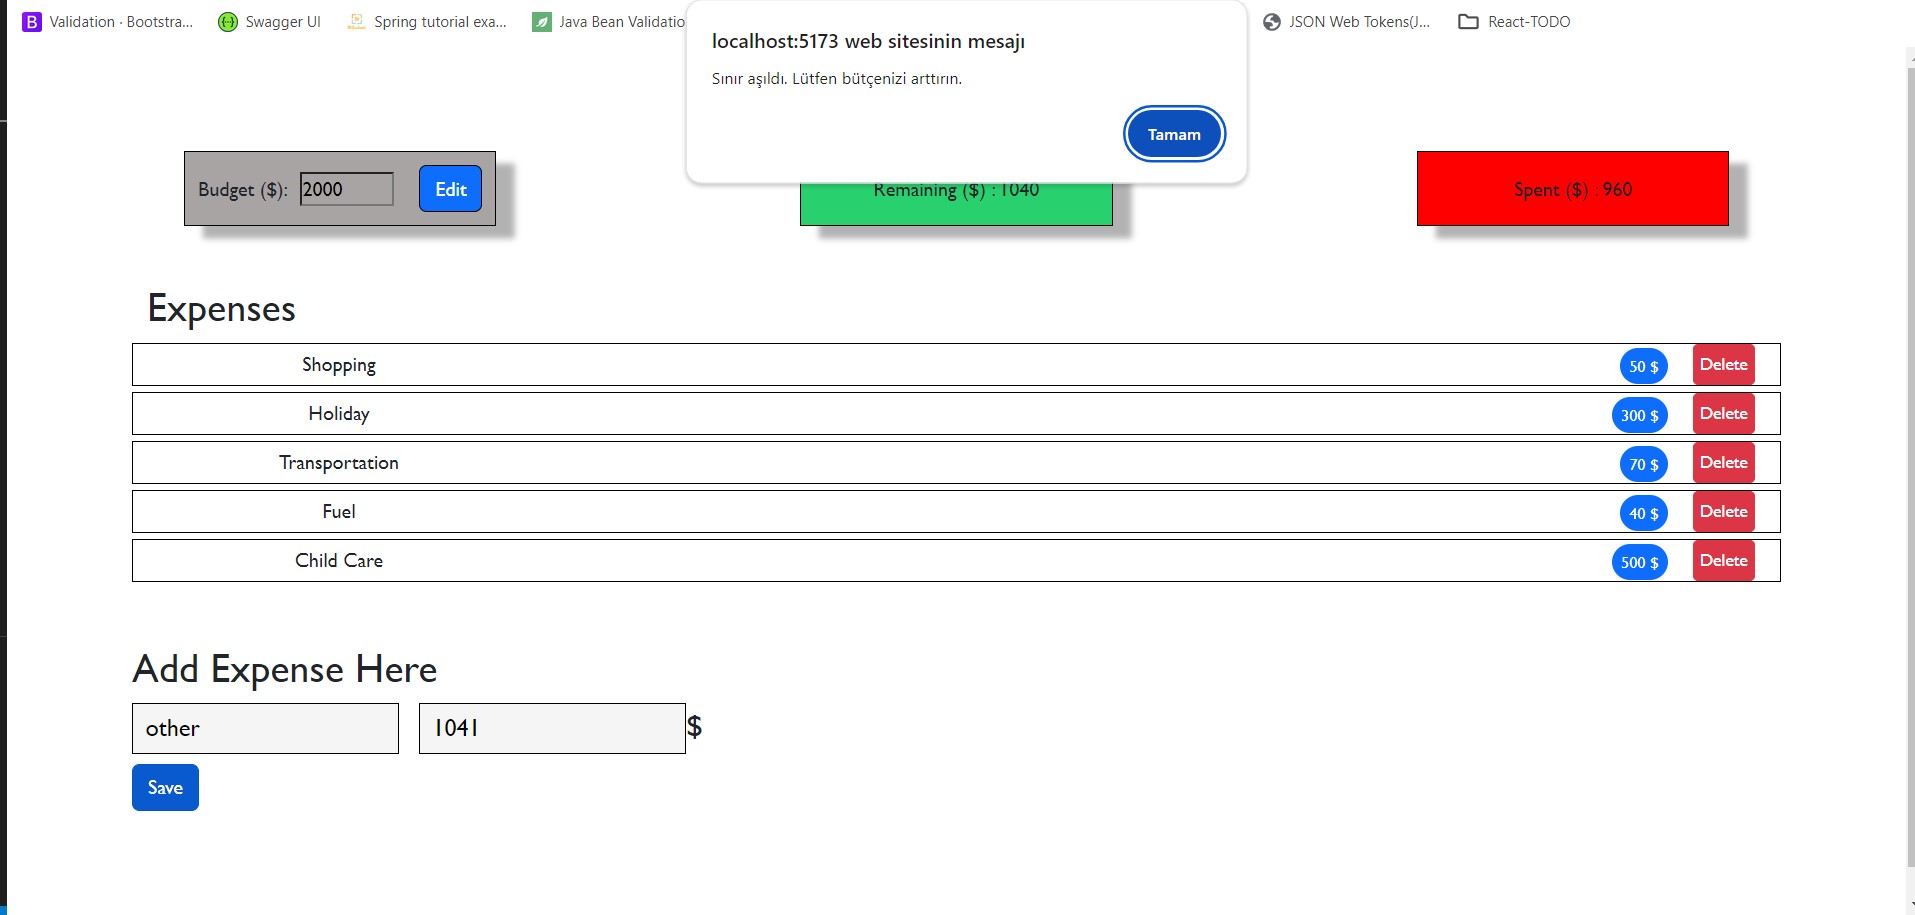 Validation · Bootstra...
Swagger UI
Spring tutorial exa...
Java Bean Validatio
JSON Web Tokens(J...
React-TODO
localhost:5173 web sitesinin mesajı
Sınır aşıldı. Lütfen bütçenizi arttırın.
Tamam
Budget ($): 2000 Edit
Remaining ($) : 1040
Spent ($) : 960
Expenses
Shopping 50 $ Delete
Holiday 300 $ Delete
Transportation 70 $ Delete
Fuel 40 $ Delete
Child Care 500 $ Delete
Add Expense Here
other 1041 $
Save